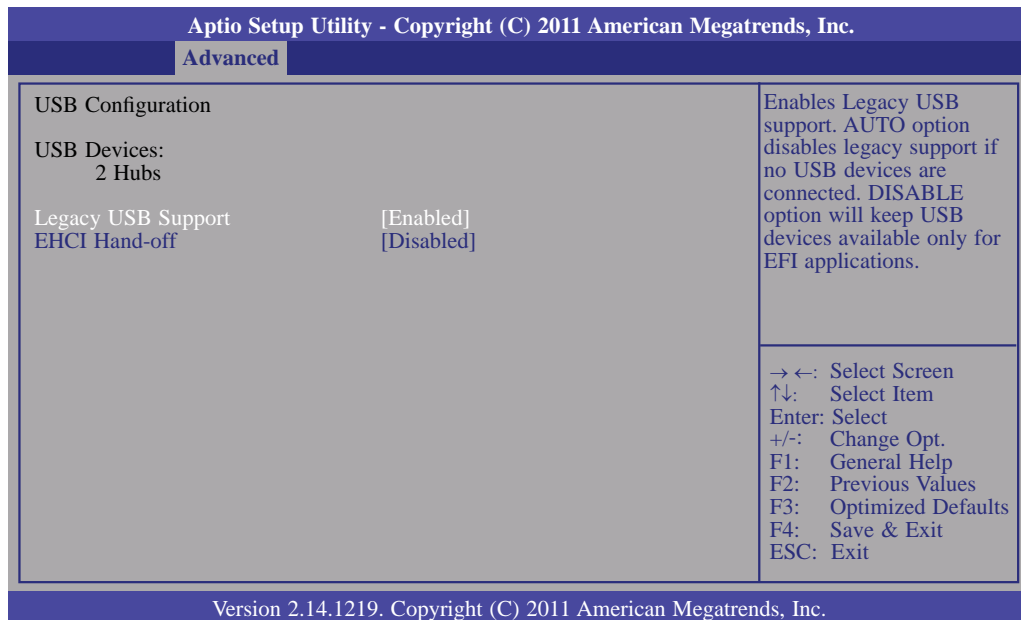 Aptio Setup Utility - Copyright (C) 2011 American Megatrends, Inc.
Advanced
USB Configuration
USB Devices:
2 Hubs
Legacy USB Support [Enabled]
EHCI Hand-off [Disabled]
Enables Legacy USB
support. AUTO option
disables legacy support if
no USB devices are
connected. DISABLE
option will keep USB
devices available only for
EFI applications.
→ ←: Select Screen
↑↓: Select Item
Enter: Select
+/-: Change Opt.
F1: General Help
F2: Previous Values
F3: Optimized Defaults
F4: Save & Exit
ESC: Exit
Version 2.14.1219. Copyright (C) 2011 American Megatrends, Inc.